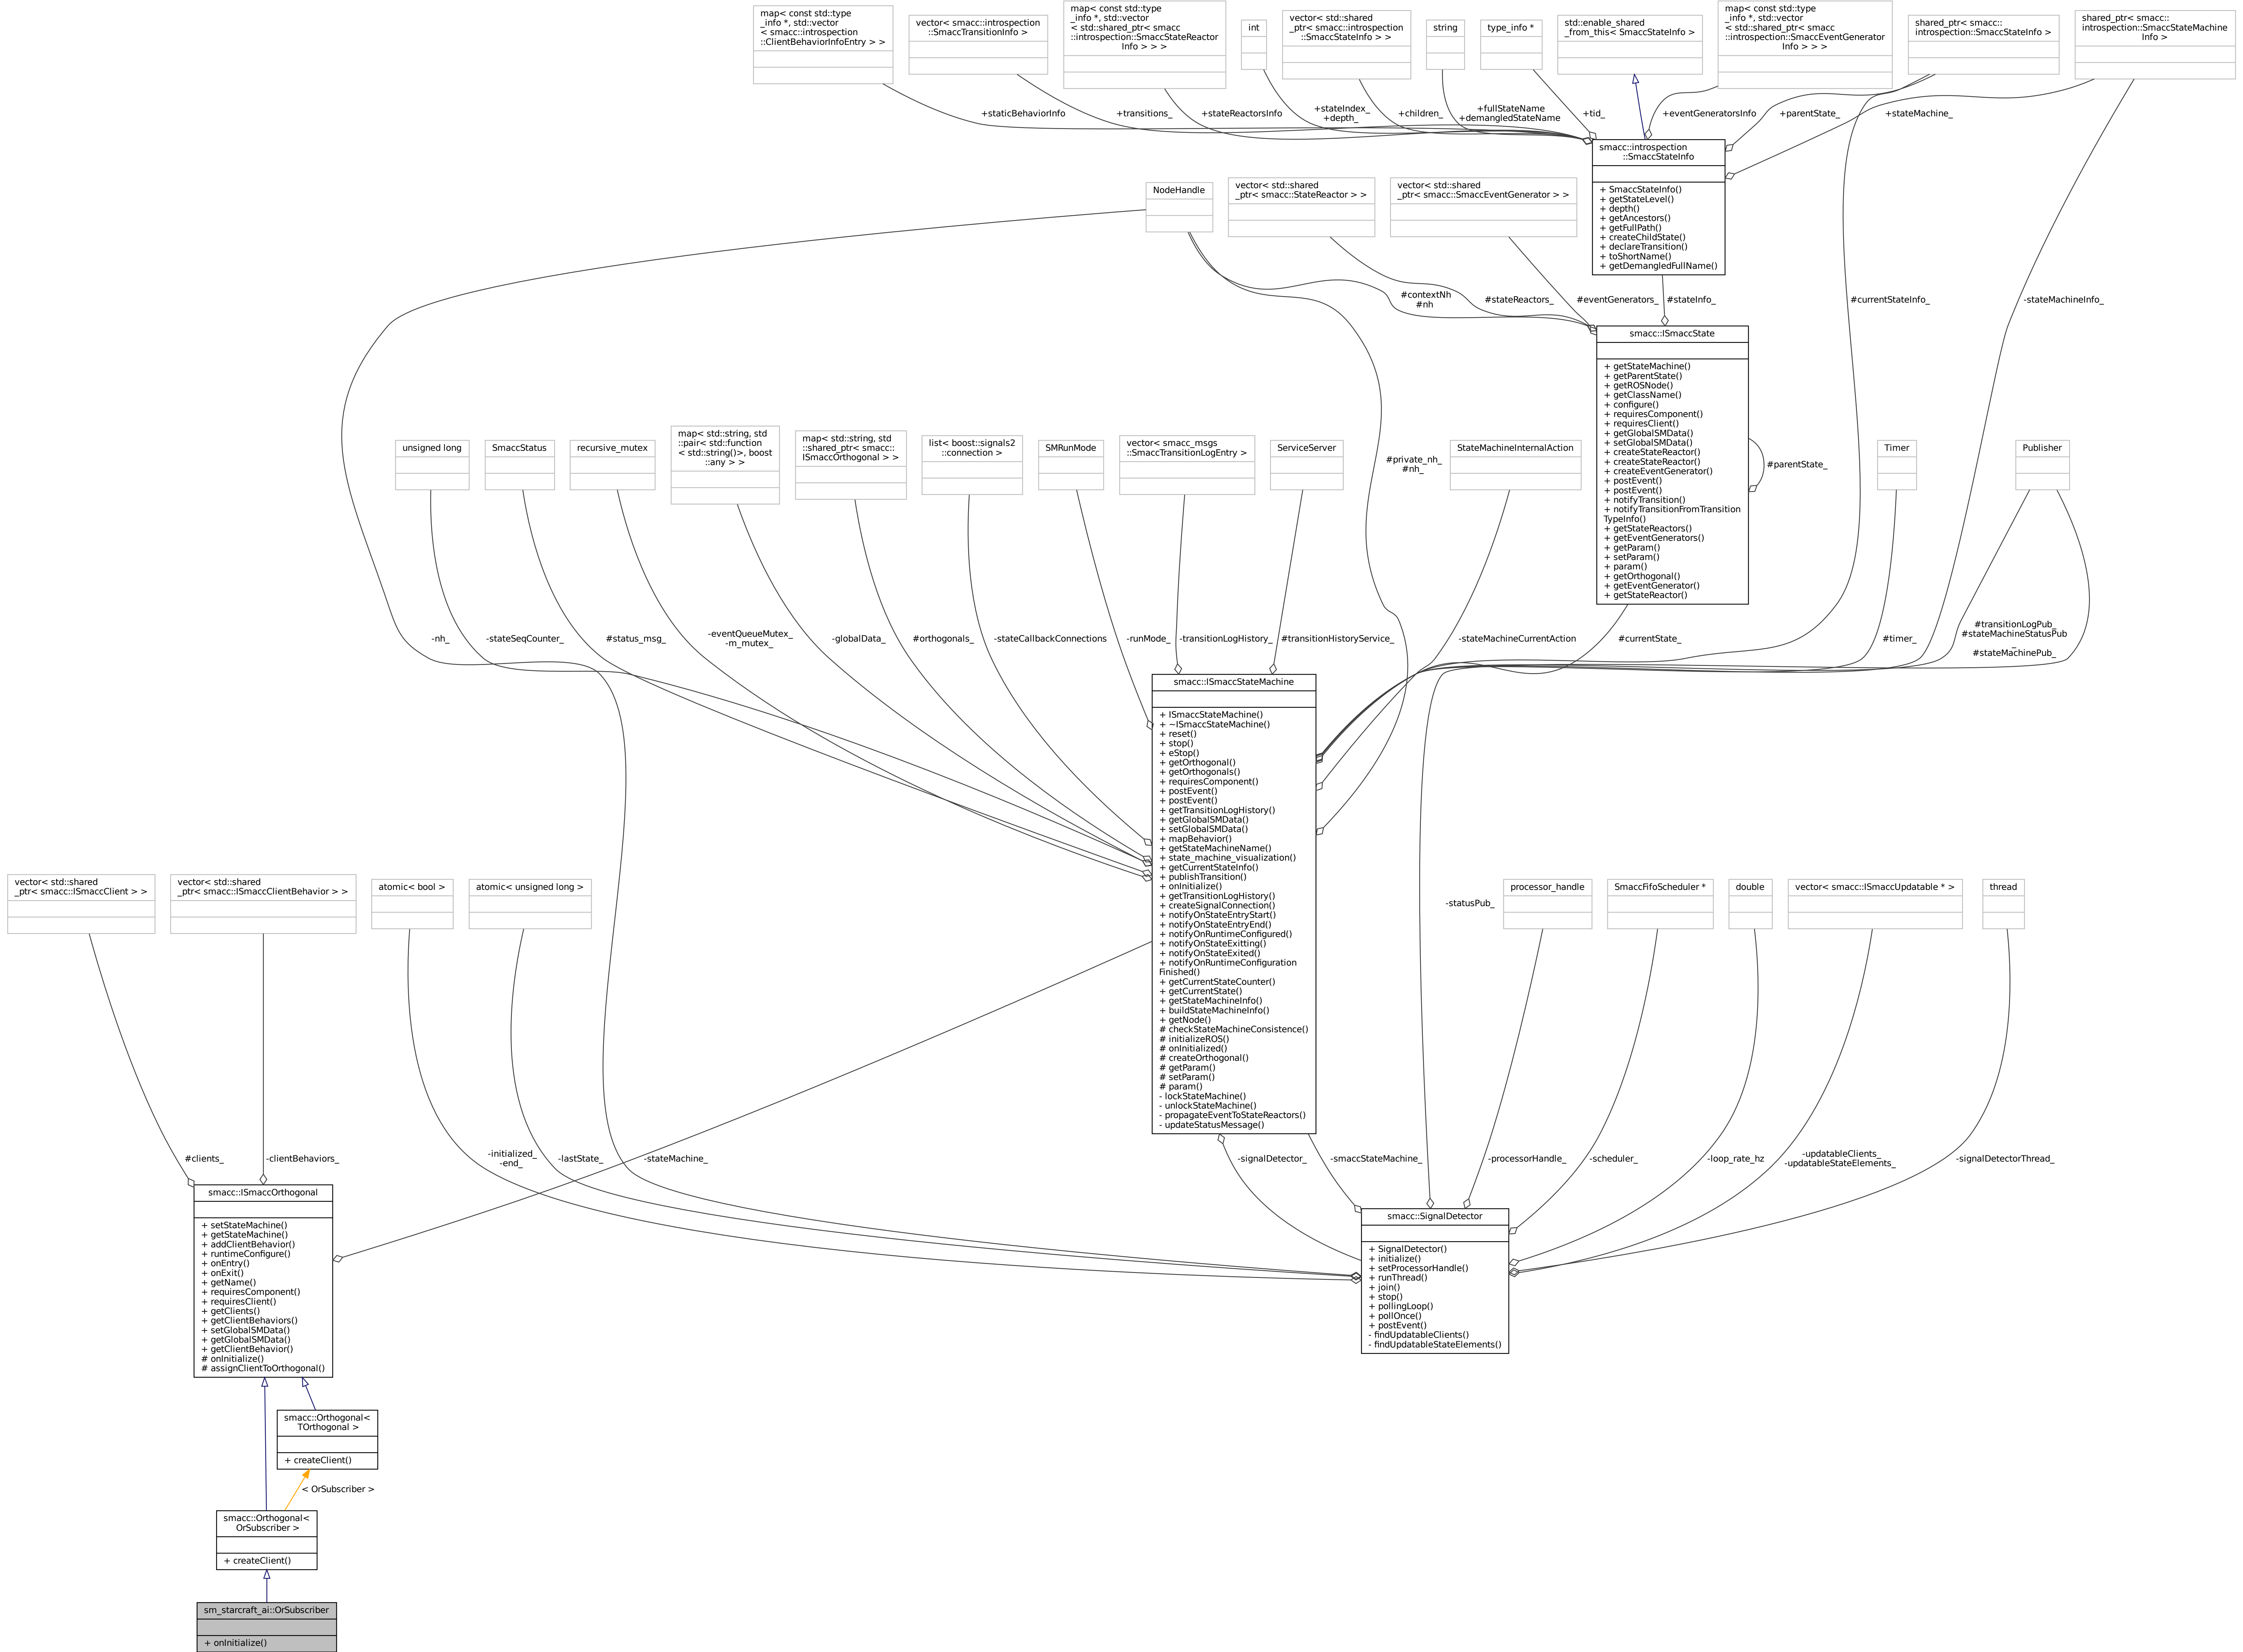 map< const std::type
_info *, std::vector
< smacc::introspection
::ClientBehaviorInfoEntry > >
vector< smacc::introspection
::SmaccTransitionInfo >
map< const std::type
_info *, std::vector
< std::shared_ptr< smacc
::introspection::SmaccStateReactor
Info > > >
int
vector< std::shared
_ptr< smacc::introspection
::SmaccStateInfo > >
string
type_info *
std::enable_shared
_from_this< SmaccStateInfo >
map< const std::type
_info *, std::vector
< std::shared_ptr< smacc
::introspection::SmaccEventGenerator
Info > > >
shared_ptr< smacc::
introspection::SmaccStateInfo >
shared_ptr< smacc::
introspection::SmaccStateMachine
Info >
+staticBehaviorInfo
+transitions_
+stateReactorsInfo
+stateIndex_
+depth_
+children_
+fullStateName
+demangledStateName
+tid_
+eventGeneratorsInfo
+parentState_
+stateMachine_
smacc::introspection
::SmaccStateInfo
+ SmaccStateInfo()
+ getStateLevel()
+ depth()
+ getAncestors()
+ getFullPath()
+ createChildState()
+ declareTransition()
+ toShortName()
+ getDemangledFullName()
NodeHandle
vector< std::shared
_ptr< smacc::StateReactor > >
vector< std::shared
_ptr< smacc::SmaccEventGenerator > >
#contextNh
#nh
#stateReactors_
#eventGenerators_
#stateInfo_
#currentStateInfo_
-stateMachineInfo_
smacc::ISmaccState
+ getStateMachine()
+ getParentState()
+ getROSNode()
+ getClassName()
+ configure()
+ requiresComponent()
+ requiresClient()
+ getGlobalSMData()
+ setGlobalSMData()
+ createStateReactor()
+ createStateReactor()
+ createEventGenerator()
+ postEvent()
+ postEvent()
+ notifyTransition()
+ notifyTransitionFromTransition
TypeInfo()
+ getStateReactors()
+ getEventGenerators()
+ getParam()
+ setParam()
+ param()
+ getOrthogonal()
+ getEventGenerator()
+ getStateReactor()
#parentState_
unsigned long
SmaccStatus
recursive_mutex
map< std::string, std
::pair< std::function
< std::string()>, boost
::any > >
map< std::string, std
::shared_ptr< smacc::
ISmaccOrthogonal > >
list< boost::signals2
::connection >
SMRunMode
vector< smacc_msgs
::SmaccTransitionLogEntry >
ServiceServer
#private_nh_
#nh_
StateMachineInternalAction
Timer
Publisher
-nh_
-stateSeqCounter_
#status_msg_
-eventQueueMutex_
-m_mutex_
-globalData_
#orthogonals_
-stateCallbackConnections
-runMode_
-transitionLogHistory_
#transitionHistoryService_
-stateMachineCurrentAction
#currentState_
#timer_
#transitionLogPub_
#stateMachineStatusPub
_
#stateMachinePub_
smacc::ISmaccStateMachine
+ ISmaccStateMachine()
+ ~ISmaccStateMachine()
+ reset()
+ stop()
+ eStop()
+ getOrthogonal()
+ getOrthogonals()
+ requiresComponent()
+ postEvent()
+ postEvent()
+ getTransitionLogHistory()
+ getGlobalSMData()
+ setGlobalSMData()
+ mapBehavior()
+ getStateMachineName()
+ state_machine_visualization()
+ getCurrentStateInfo()
+ publishTransition()
+ onInitialize()
+ getTransitionLogHistory()
+ createSignalConnection()
+ notifyOnStateEntryStart()
+ notifyOnStateEntryEnd()
+ notifyOnRuntimeConfigured()
+ notifyOnStateExitting()
+ notifyOnStateExited()
+ notifyOnRuntimeConfiguration
Finished()
+ getCurrentStateCounter()
+ getCurrentState()
+ getStateMachineInfo()
+ buildStateMachineInfo()
+ getNode()
# checkStateMachineConsistence()
# initializeROS()
# onInitialized()
# createOrthogonal()
# getParam()
# setParam()
# param()
- lockStateMachine()
- unlockStateMachine()
- propagateEventToStateReactors()
- updateStatusMessage()
vector< std::shared
_ptr< smacc::ISmaccClient > >
vector< std::shared
_ptr< smacc::ISmaccClientBehavior > >
atomic< bool >
atomic< unsigned long >
-statusPub_
processor_handle
SmaccFifoScheduler *
double
vector< smacc::ISmaccUpdatable * >
thread
#clients_
-clientBehaviors_
-initialized_
-end_
-lastState_
-stateMachine_
-signalDetector_
-smaccStateMachine_
-processorHandle_
-scheduler_
-loop_rate_hz
-updatableClients_
-updatableStateElements_
-signalDetectorThread_
smacc::ISmaccOrthogonal
+ setStateMachine()
+ getStateMachine()
+ addClientBehavior()
+ runtimeConfigure()
+ onEntry()
+ onExit()
+ getName()
+ requiresComponent()
+ requiresClient()
+ getClients()
+ getClientBehaviors()
+ setGlobalSMData()
+ getGlobalSMData()
+ getClientBehavior()
# onInitialize()
# assignClientToOrthogonal()
smacc::SignalDetector
+ SignalDetector()
+ initialize()
+ setProcessorHandle()
+ runThread()
+ join()
+ stop()
+ pollingLoop()
+ pollOnce()
+ postEvent()
- findUpdatableClients()
- findUpdatableStateElements()
smacc::Orthogonal<
TOrthogonal >
+ createClient()
< OrSubscriber >
smacc::Orthogonal<
OrSubscriber >
+ createClient()
sm_starcraft_ai::OrSubscriber
+ onInitialize()